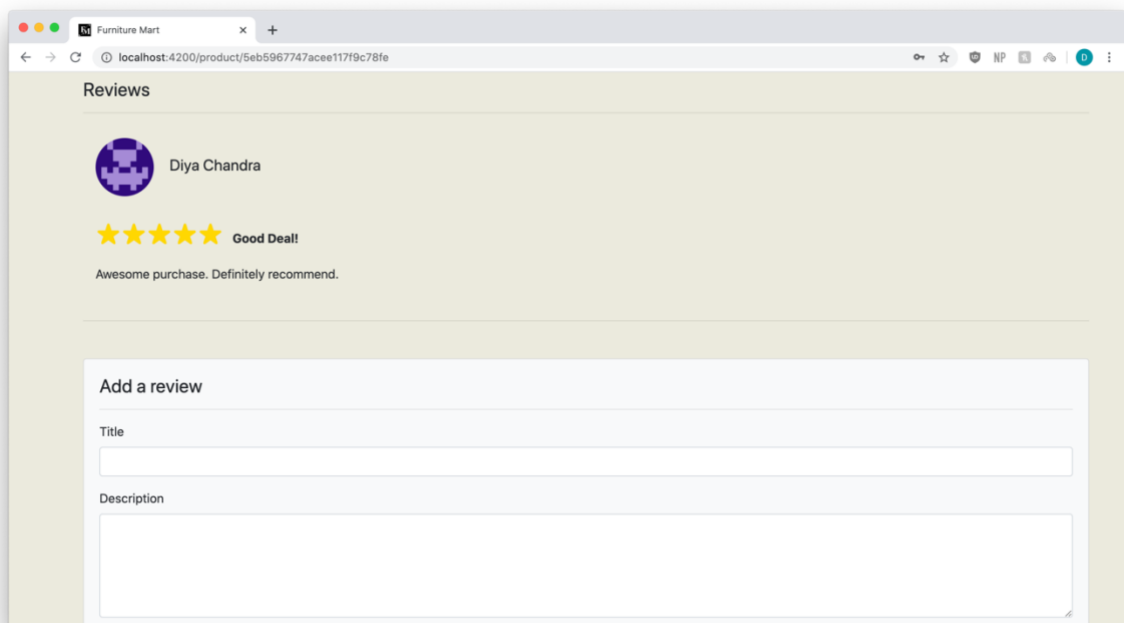 Furniture Mart
localhost:4200/product/5eb5967747acee117f9c78fe
NP
D
Reviews
Diya Chandra
Good Deal!
Awesome purchase. Definitely recommend.
Add a review
Title
Description